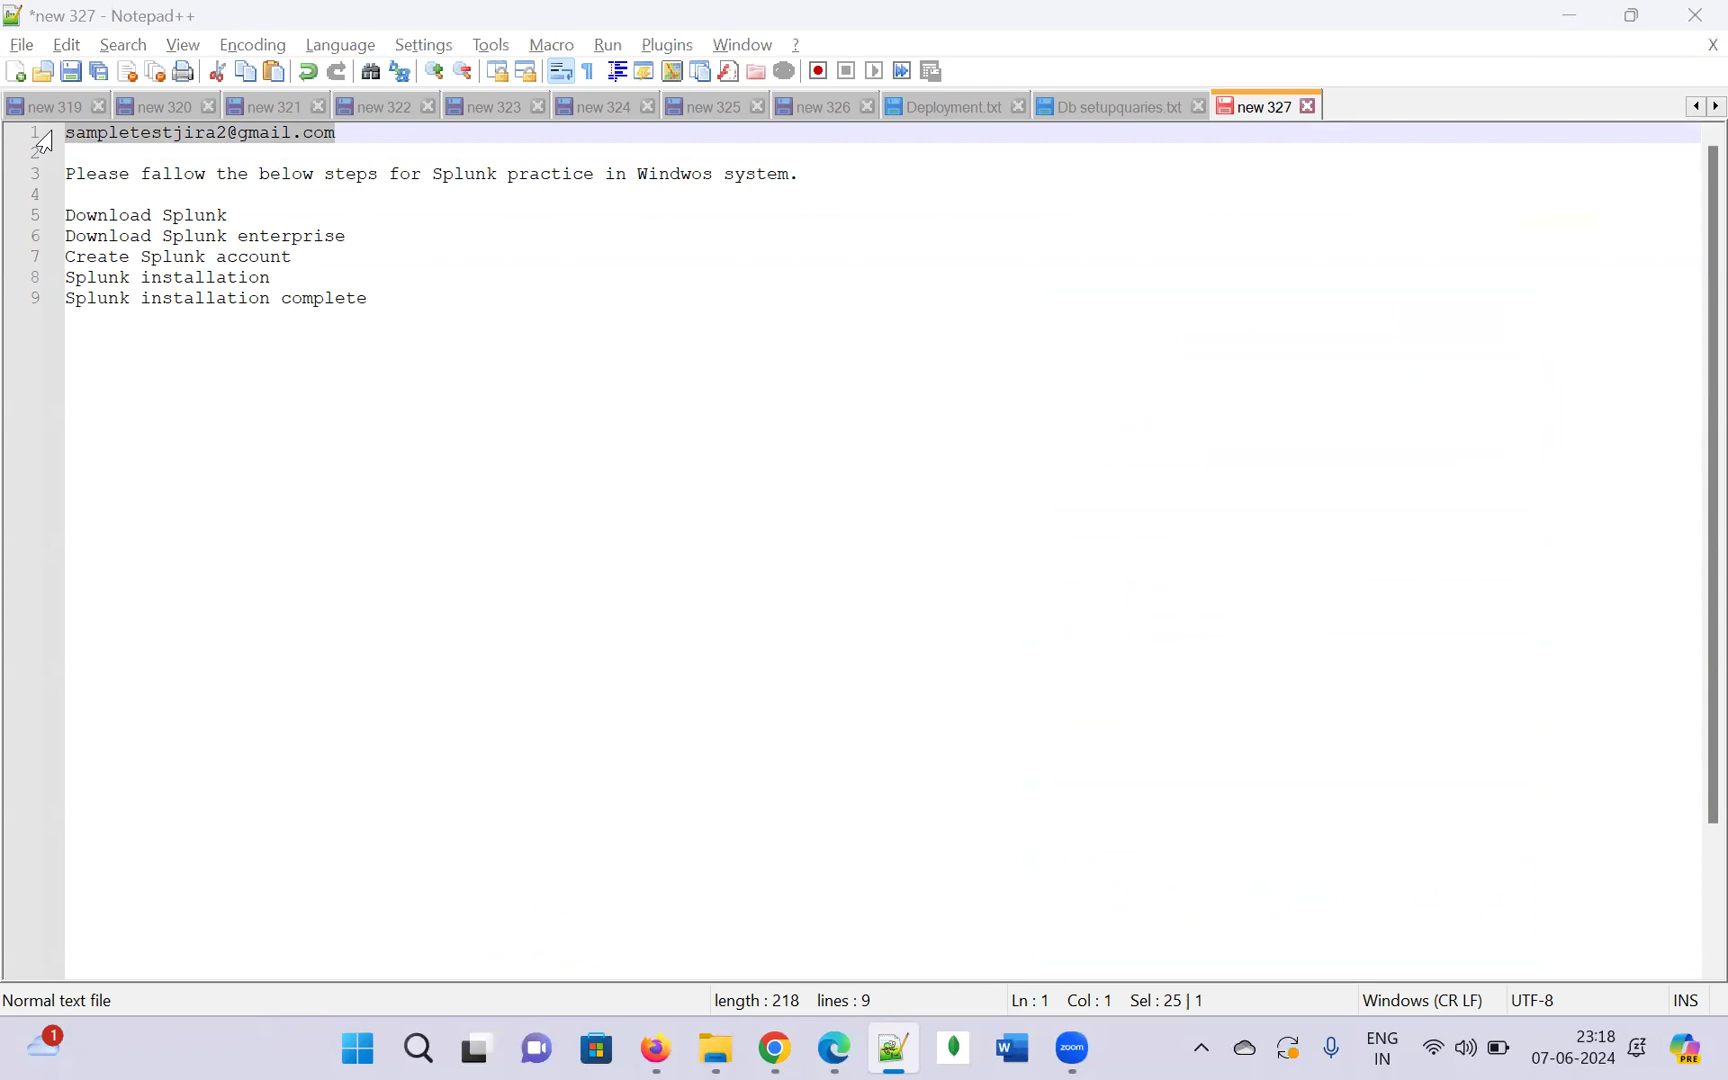 *new 327 - Notepad++
File Edit Search View Encoding Language Settings Tools Macro Run Plugins Window ? X
new 319 new 320 new 321 new 322 new 323 new 324 new 325 new 326 Deployment.txt Db setupquaries.txt new 327
1 sampletestjira2@gmail.com
2
3 Please fallow the below steps for Splunk practice in Windwos system.
4
5 Download Splunk
6 Download Splunk enterprise
7 Create Splunk account
8 Splunk installation
9 Splunk installation complete
Normal text file length : 218 lines : 9 Ln : 1 Col : 1 Sel : 25 | 1 Windows (CR LF) UTF-8 INS
1 W zoom ENG 23:18 PRE
IN 07-06-2024